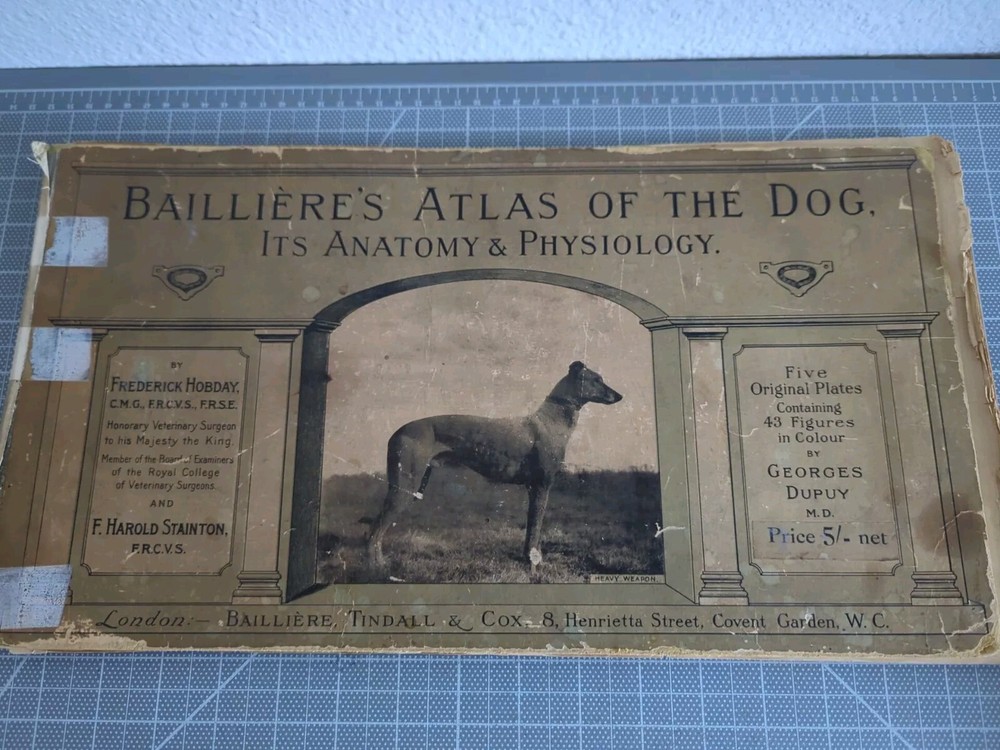 BAILLIÈRE'S ATLAS OF THE DOG,
ITS ANATOMY & PHYSIOLOGY.
BY
FREDERICK HOBDAY,
C.M.G., F.R.C.V.S., F.R.S.E.
Honorary Veterinary Surgeon
to his Majesty the King.
Member of the Board of Examiners
of the Royal College
of Veterinary Surgeons.
AND
F. HAROLD STAINTON,
F.R.C.V.S.
HEAVY WEAPON.
Five
Original Plates
Containing
43 Figures
in Colour
BY
GEORGES
DUPUY
M.D.
Price 5/- net
London:— BAILLIÈRE, TINDALL & COX, 8, Henrietta Street, Covent Garden, W. C.